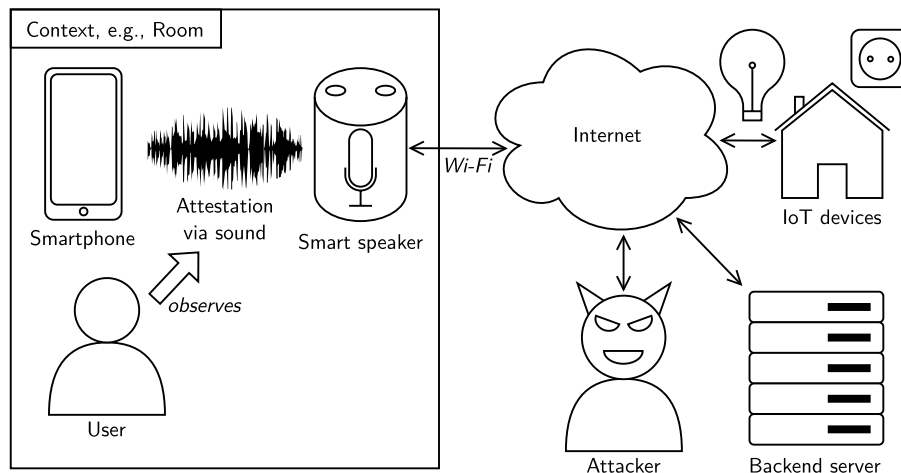 Context, e.g., Room
Internet
Wi-Fi
Attestation
via sound
Smartphone
Smart speaker
IoT devices
observes
User
Attacker
Backend server